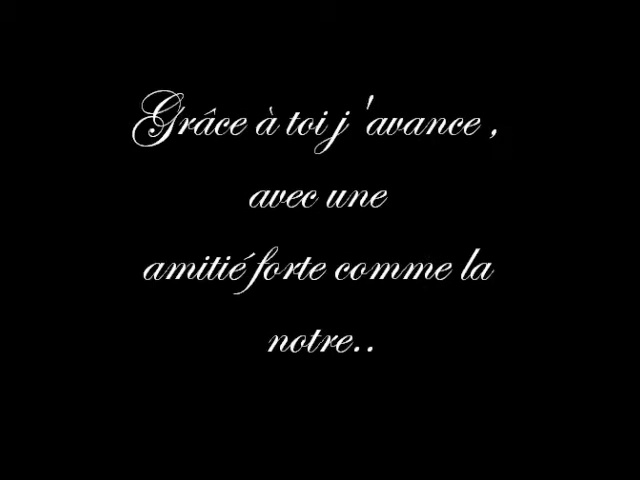 Grâce à toi j'avance ,
avec une
amitié forte comme la
notre..